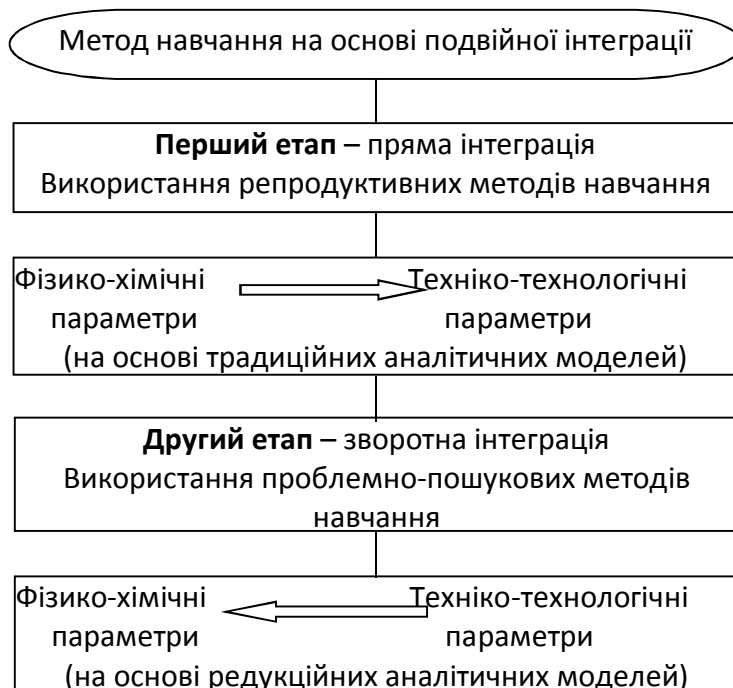 Метод навчання на основі подвійної інтеграції
Перший етап – пряма інтеграція
Використання репродуктивних методів навчання
Фізико-хімічні Техніко-технологічні
параметри параметри
(на основі традиційних аналітичних моделей)
Другий етап – зворотна інтеграція
Використання проблемно-пошукових методів
навчання
Фізико-хімічні Техніко-технологічні
параметри параметри
(на основі редукційних аналітичних моделей)